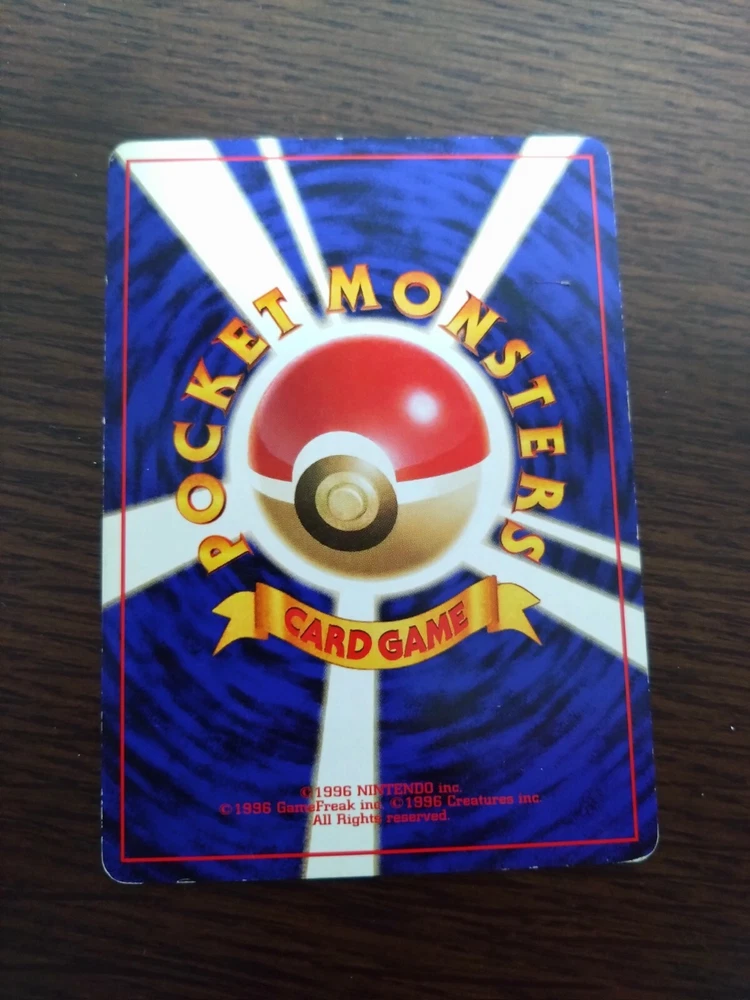 POCKET MONSTERS
CARD GAME
©1996 NINTENDO inc.
©1996 GameFreak inc. ©1996 Creatures inc.
All Rights reserved.